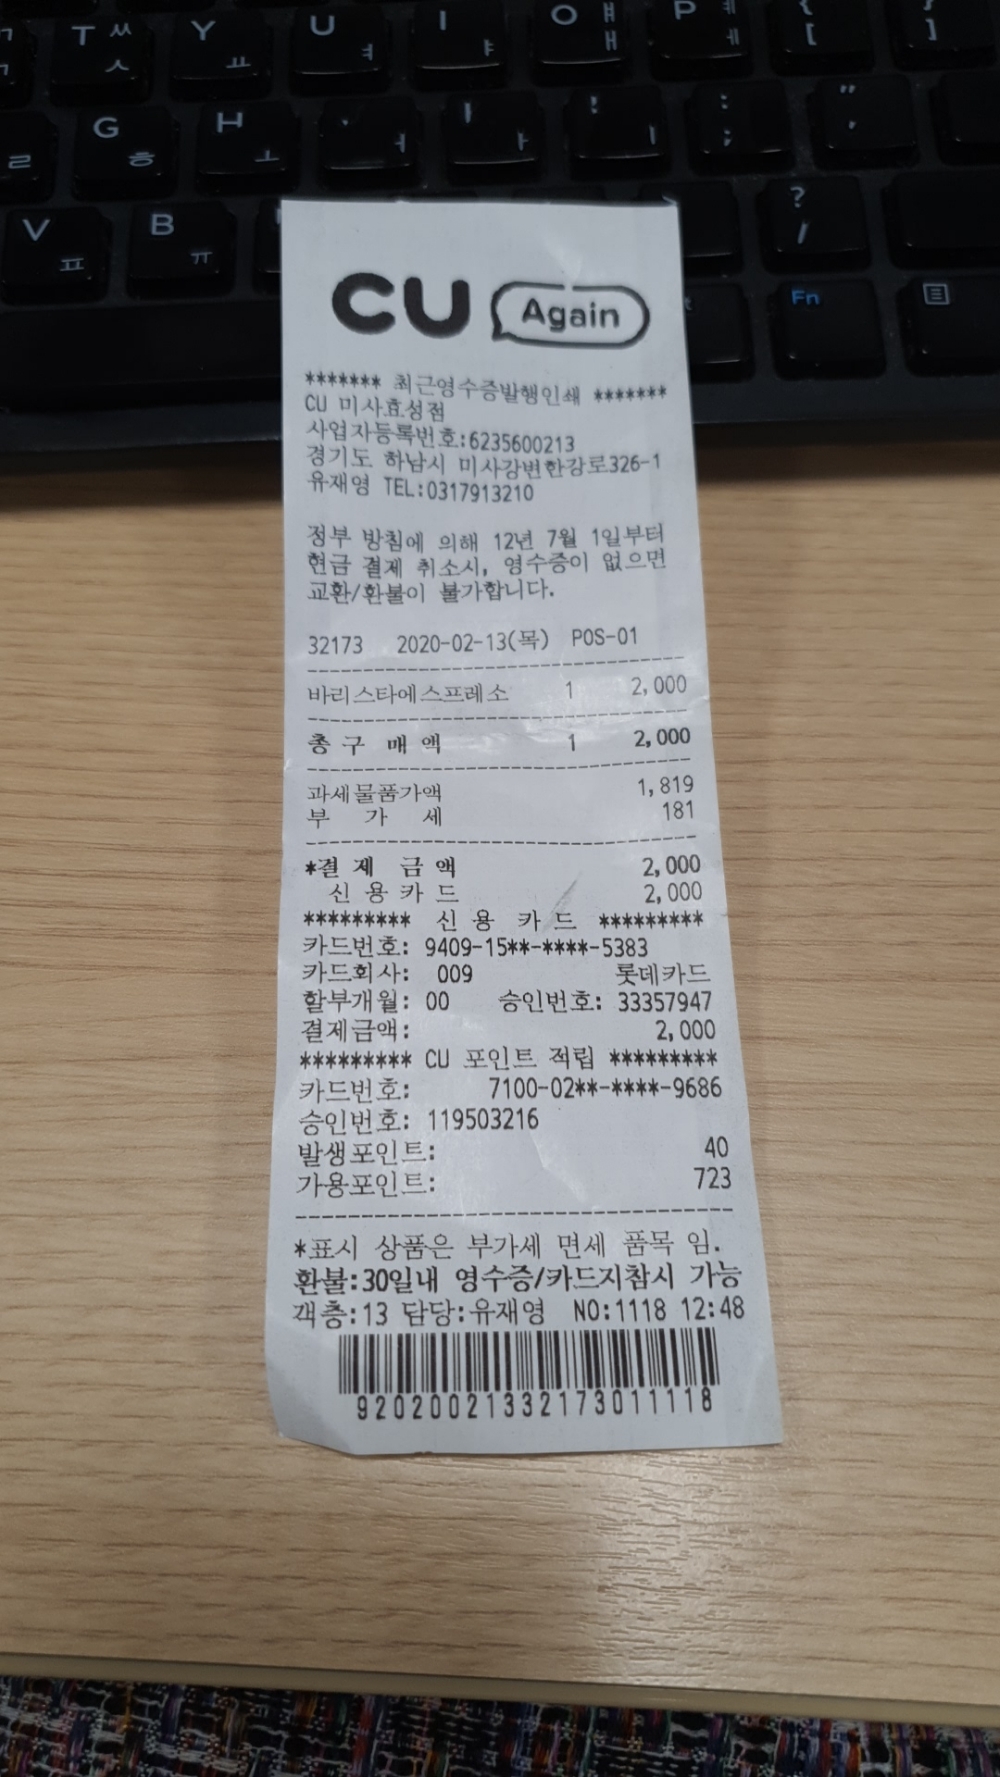 T ㅆ ㅅ Y ㅛ U ㅕ I ㅑ O ㅒ ㅐ P ㅖ ㅔ { [ } ]
ㄹ G ㅎ H ㅗ ㅓ ㅏ ! ㅣ : ; " '
V ㅍ B ㅠ ? /
Fn
CU Again
******* 최근영수증발행인쇄 *******
CU 미사효성점
사업자등록번호:6235600213
경기도 하남시 미사강변한강로326-1
유재영 TEL:0317913210
정부 방침에 의해 12년 7월 1일부터
현금 결제 취소시, 영수증이 없으면
교환/환불이 불가합니다.
32173 2020-02-13(목) POS-01
바리스타에스프레소 1 2,000
총 구 매 액 1 2,000
과세물품가액 1,819
부 가 세 181
*결 제 금 액 2,000
신 용 카 드 2,000
********* 신 용 카 드 *********
카드번호: 9409-15**-****-5383
카드회사: 009 롯데카드
할부개월: 00 승인번호: 33357947
결제금액: 2,000
********* CU 포인트 적립 *********
카드번호: 7100-02**-****-9686
승인번호: 119503216
발생포인트: 40
가용포인트: 723
*표시 상품은 부가세 면세 품목 임.
환불:30일내 영수증/카드지참시 가능
객층:13 담당:유재영 NO:1118 12:48
92020021332173011118